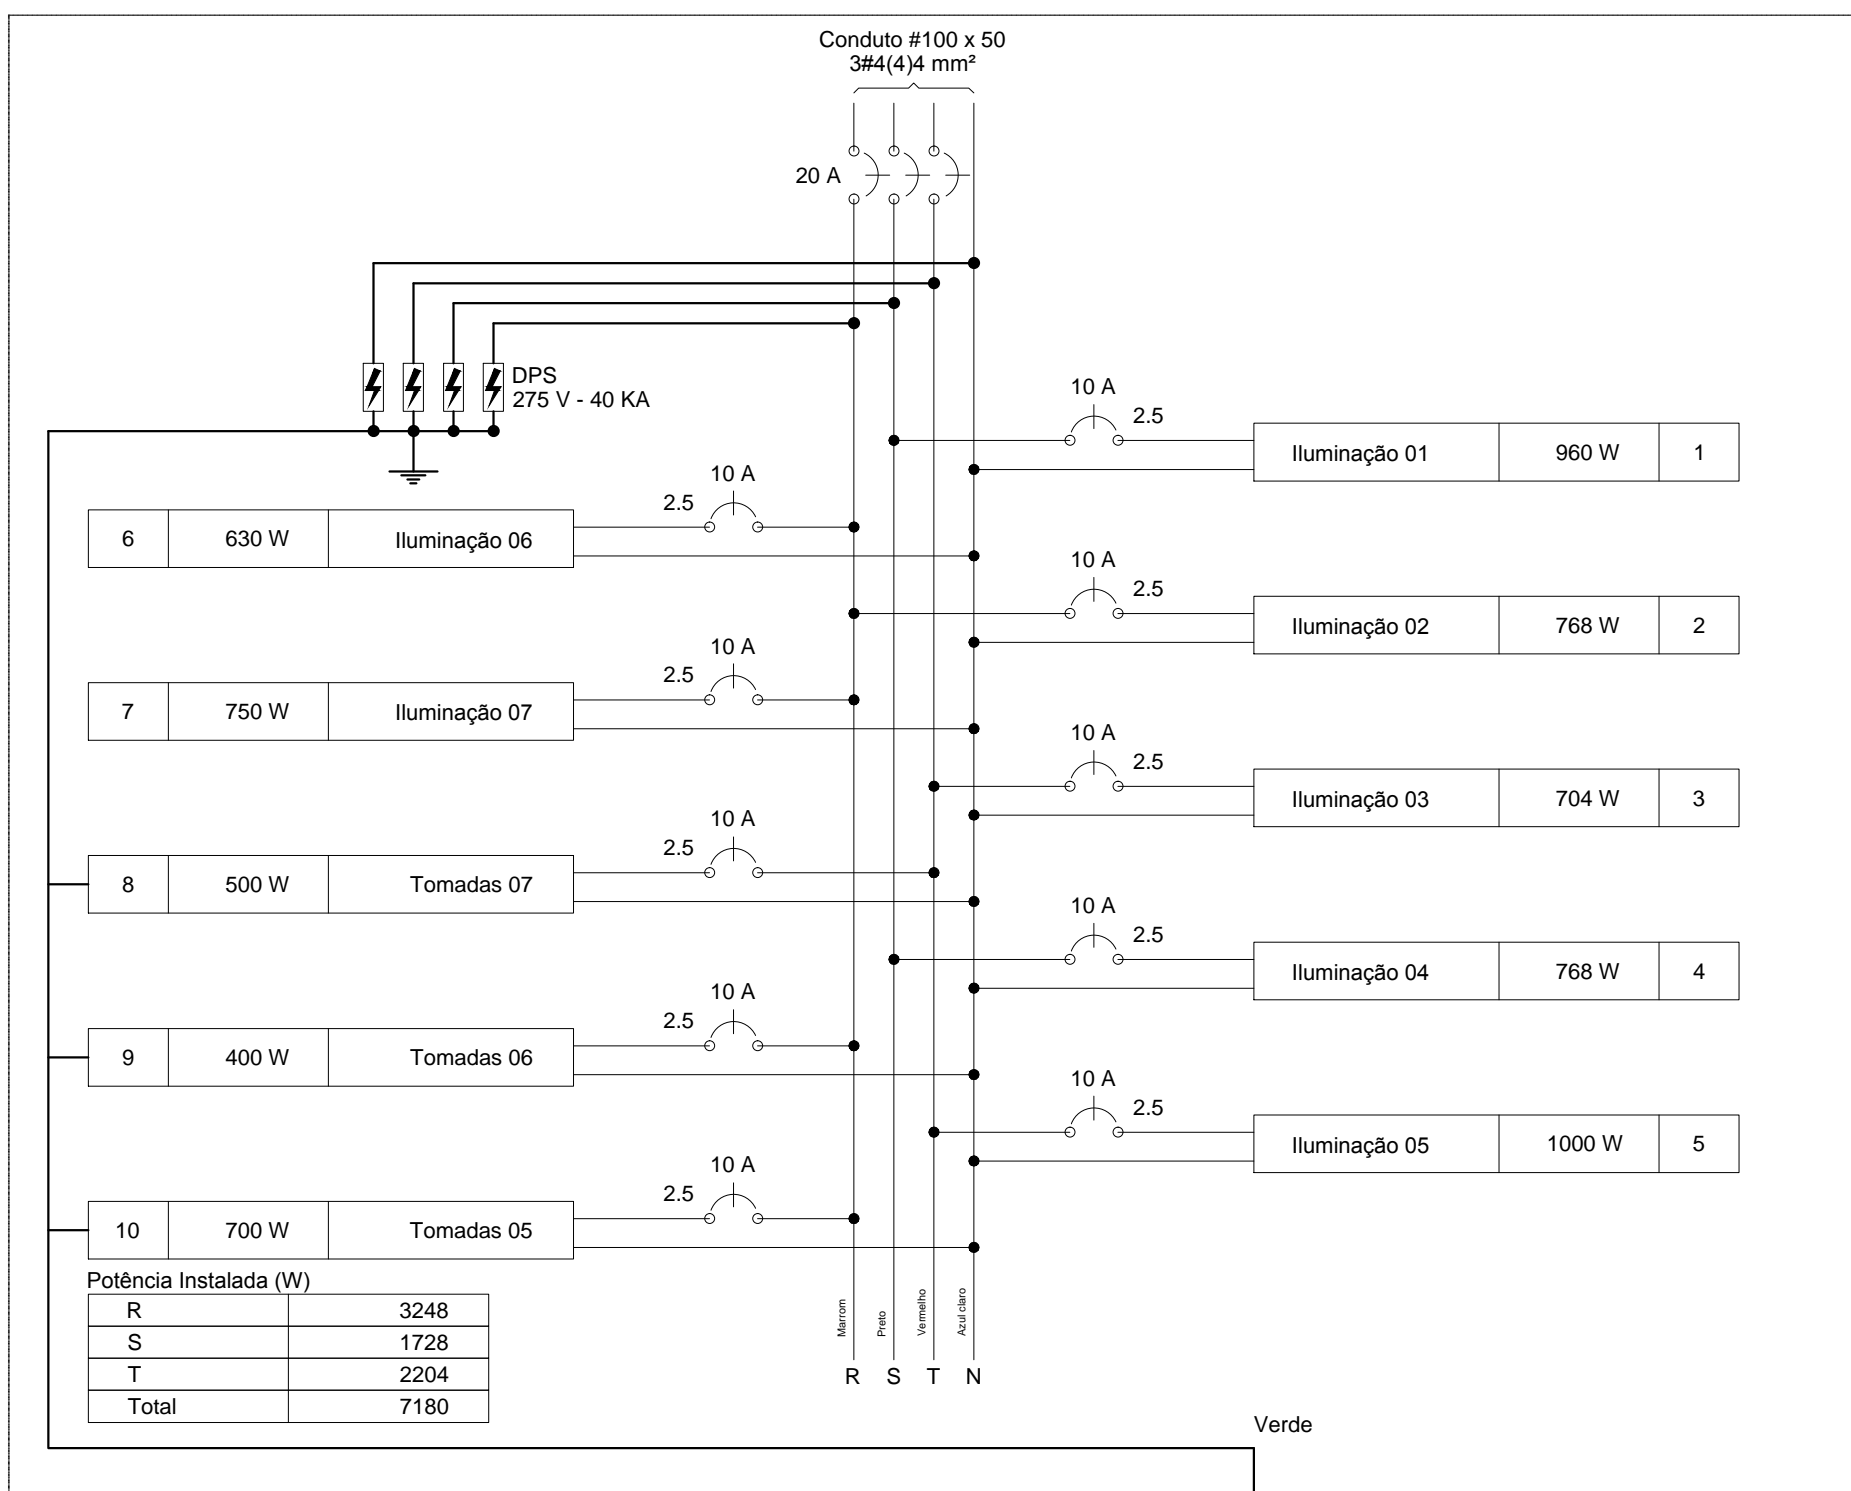 Conduto #100 x 50
3#4(4)4 mm²
20 A
DPS
275 V - 40 KA
10 A
2.5
Iluminação 01 960 W 1
10 A
2.5
6 630 W Iluminação 06
10 A
2.5
Iluminação 02 768 W 2
10 A
2.5
7 750 W Iluminação 07
10 A
2.5
Iluminação 03 704 W 3
10 A
2.5
8 500 W Tomadas 07
10 A
2.5
Iluminação 04 768 W 4
10 A
2.5
9 400 W Tomadas 06
10 A
2.5
Iluminação 05 1000 W 5
10 A
2.5
10 700 W Tomadas 05
Potência Instalada (W)
R 3248
S 1728
T 2204
Total 7180
Marrom
Preto
Vermelho
Azul claro
R S T N
Verde